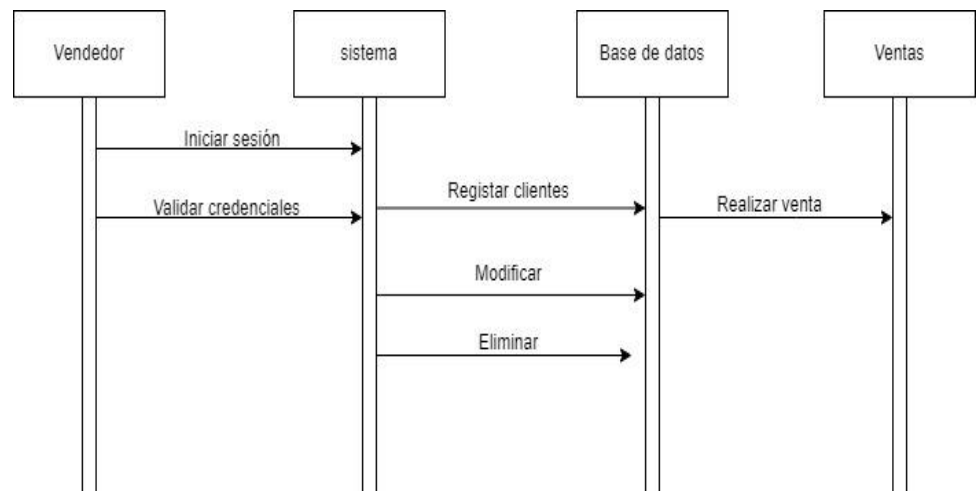 Vendedor
sistema
Base de datos
Ventas
Iniciar sesión
Registar clientes
Validar credenciales
Realizar venta
Modificar
Eliminar